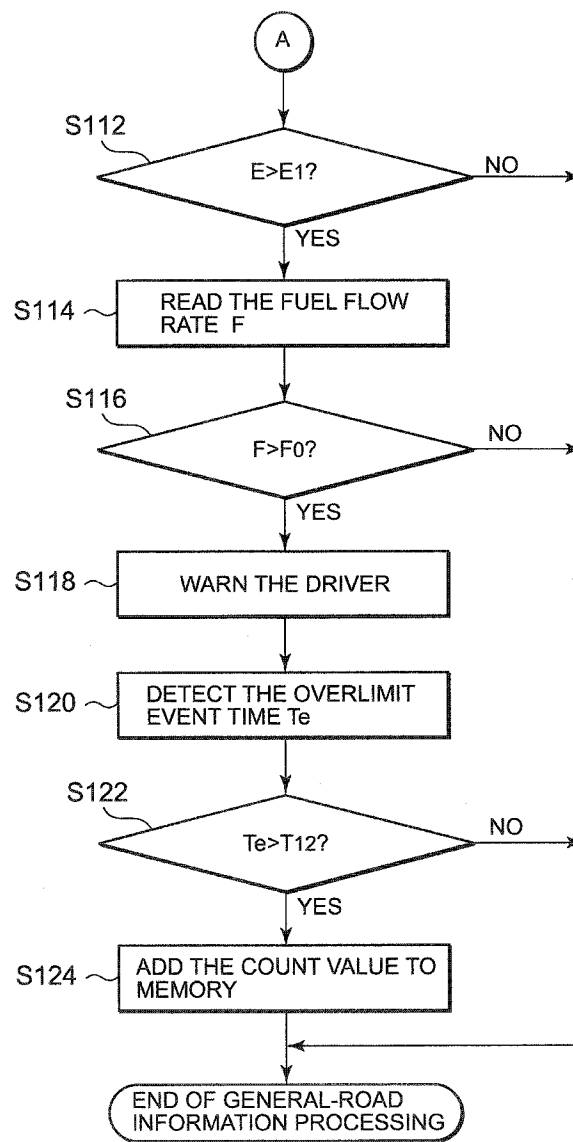 A
S112
E>E1?
NO
YES
S114
READ THE FUEL FLOW
RATE F
S116
F>F0?
NO
YES
S118
WARN THE DRIVER
S120
DETECT THE OVERLIMIT
EVENT TIME Te
S122
Te>T12?
NO
YES
S124
ADD THE COUNT VALUE TO
MEMORY
END OF GENERAL-ROAD
INFORMATION PROCESSING